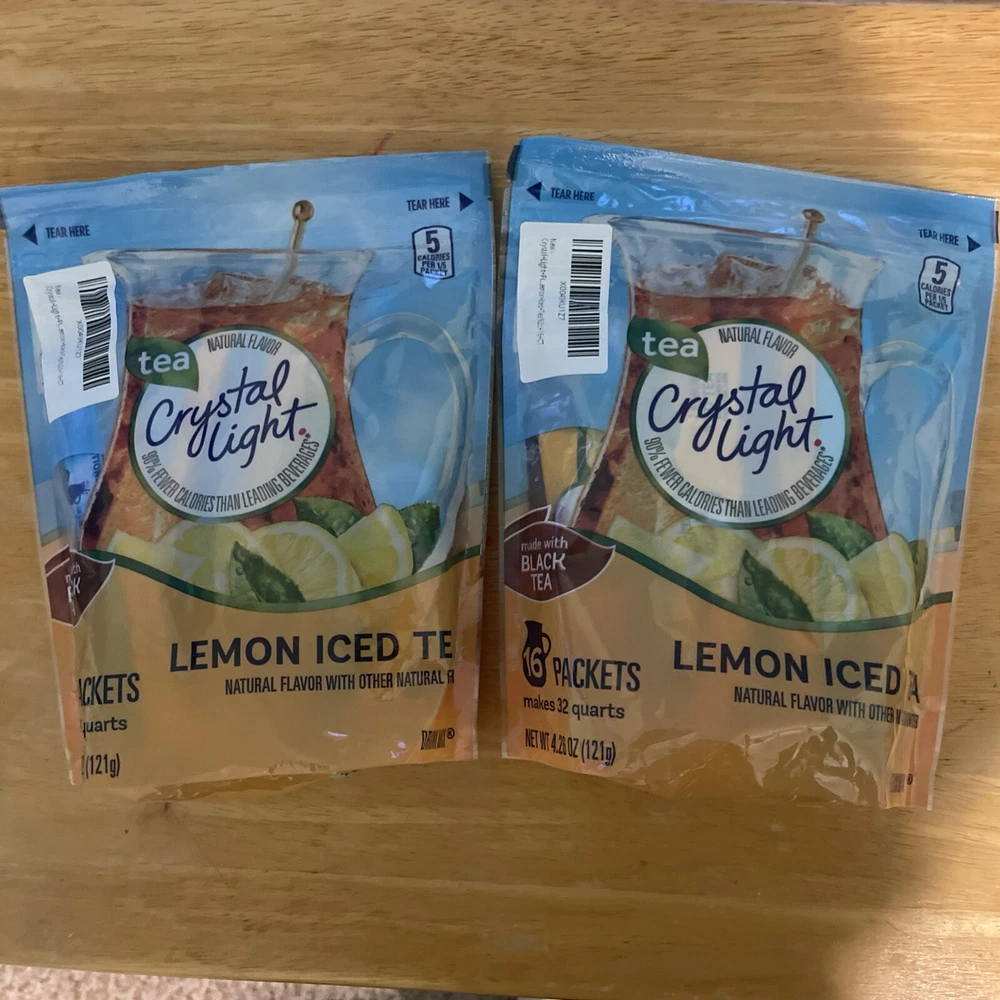 TEAR HERE
TEAR HERE
5
CALORIES
PER 1/5
PACKET
tea
NATURAL FLAVOR
Crystal
Light
90% FEWER CALORIES THAN LEADING BEVERAGES*
LEMON ICED TE
NATURAL FLAVOR WITH OTHER NATURAL
ACKETS
quarts
(121g)
TEAR HERE
TEAR HERE
5
CALORIES
PER 1/5
PACKET
New
tea
NATURAL FLAVOR
Crystal
Light
90% FEWER CALORIES THAN LEADING BEVERAGES*
made with
BLACK
TEA
LEMON ICED
NATURAL FLAVOR WITH OTHER
16 PACKETS
makes 32 quarts
NET WT 4.28 OZ (121g)